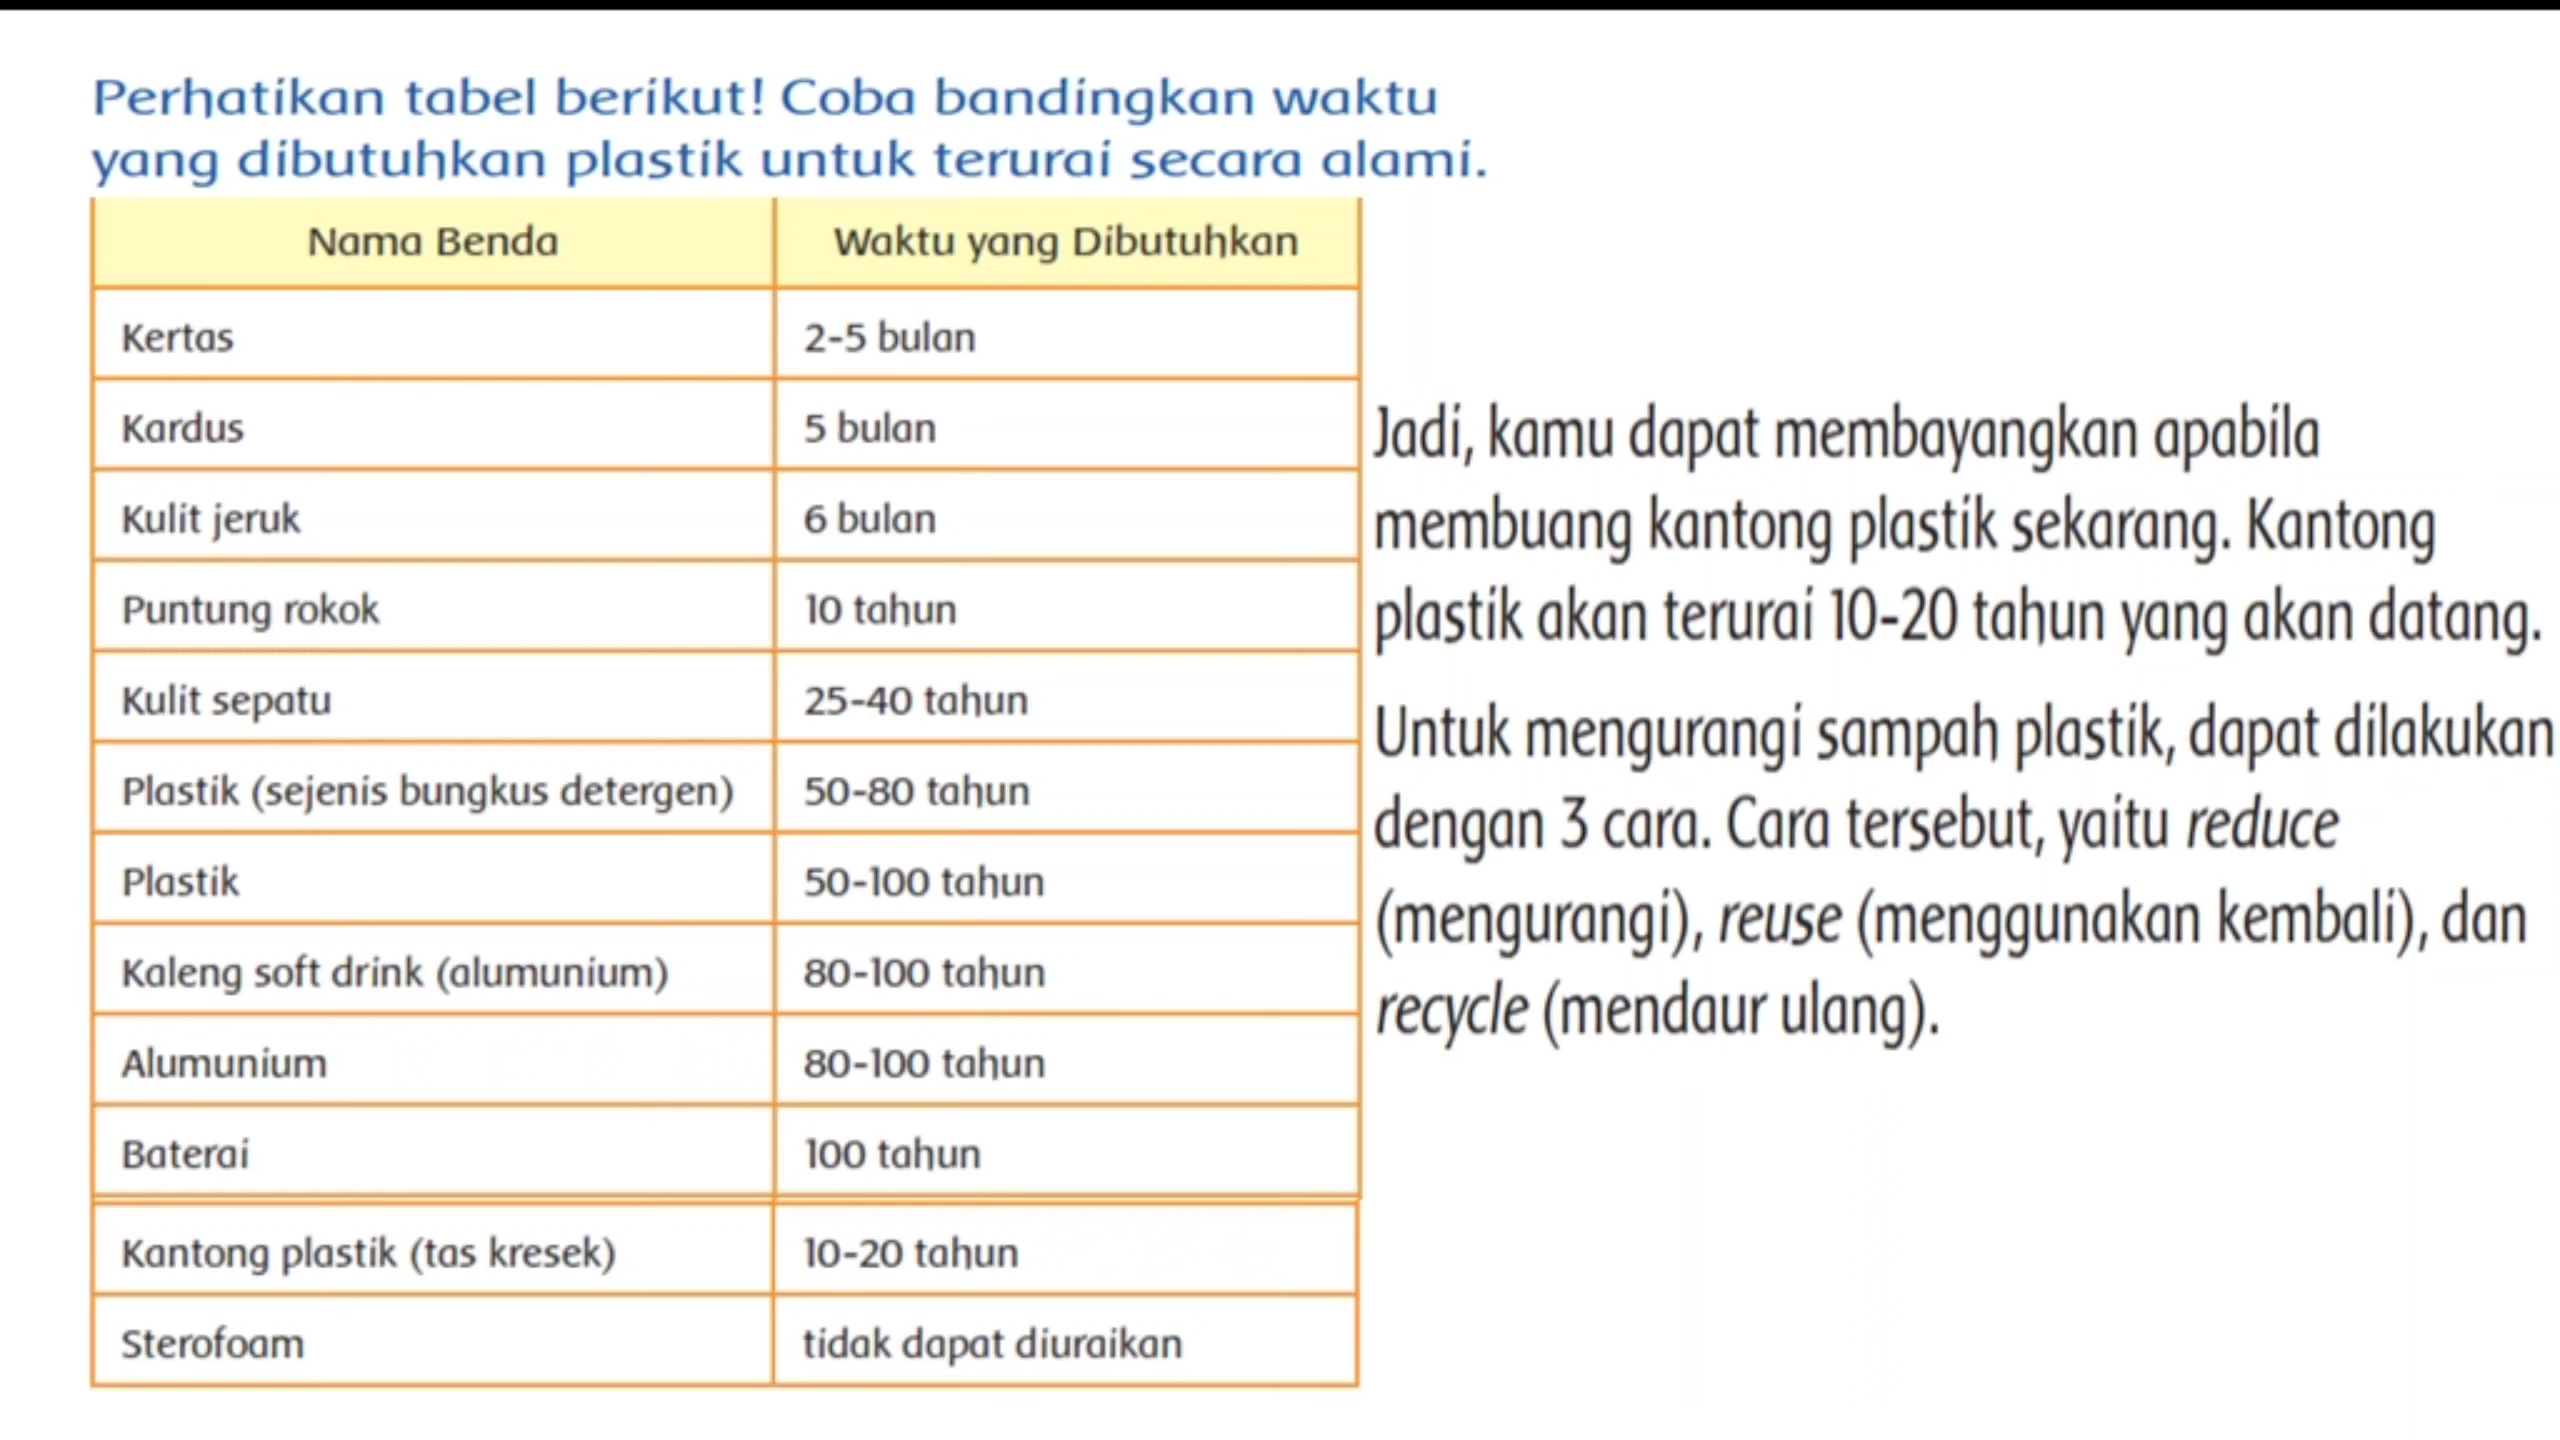 Perhatikan tabel berikut! Coba bandingkan waktu
yang dibutuhkan plastik untuk terurai secara alami.
Nama Benda Waktu yang Dibutuhkan
Kertas 2-5 bulan
Kardus 5 bulan
Kulit jeruk 6 bulan
Puntung rokok 10 tahun
Kulit sepatu 25-40 tahun
Plastik (sejenis bungkus detergen) 50-80 tahun
Plastik 50-100 tahun
Kaleng soft drink (alumunium) 80-100 tahun
Alumunium 80-100 tahun
Baterai 100 tahun
Kantong plastik (tas kresek) 10-20 tahun
Sterofoam tidak dapat diuraikan
Jadi, kamu dapat membayangkan apabila
membuang kantong plastik sekarang. Kantong
plastik akan terurai 10-20 tahun yang akan datang.
Untuk mengurangi sampah plastik, dapat dilakukan
dengan 3 cara. Cara tersebut, yaitu reduce
(mengurangi), reuse (menggunakan kembali), dan
recycle (mendaur ulang).